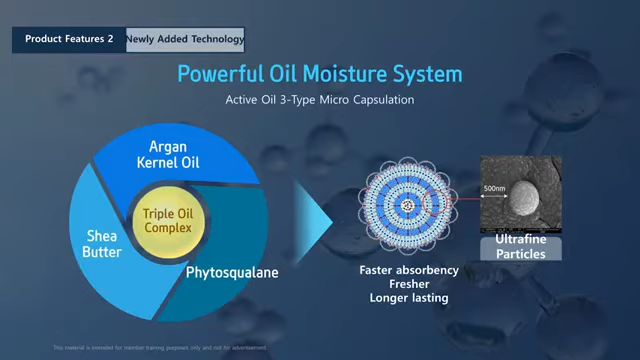 Product Features 2
Newly Added Technology
Powerful Oil Moisture System
Active Oil 3-Type Micro Capsulation
Argan
Kernel Oil
Triple Oil
Complex
Shea
Butter
Phytosqualane
500nm
Ultrafine
Particles
Faster absorbency
Fresher
Longer lasting
This material is intended for member training purposes only and not for advertisement.